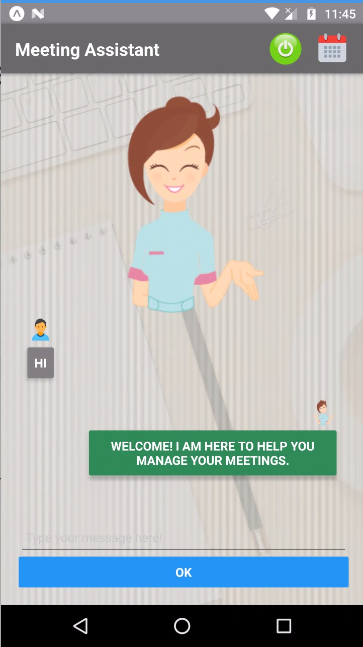 11:45
Meeting Assistant
HI
WELCOME! I AM HERE TO HELP YOU
MANAGE YOUR MEETINGS.
Type your message here!
OK